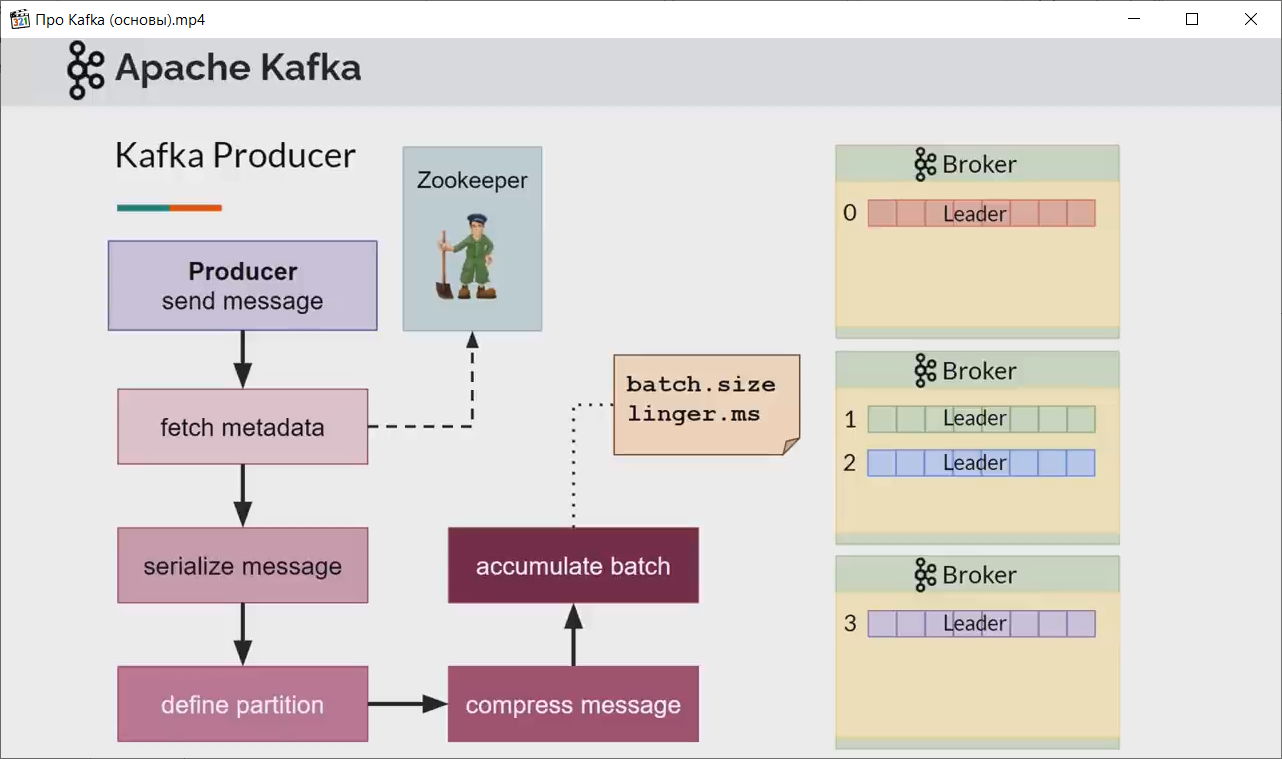 Про Kafka (основы).mp4
Apache Kafka
Kafka Producer
Zookeeper
Producer
send message
fetch metadata
serialize message
define partition
compress message
accumulate batch
batch.size
linger.ms
Broker
0 Leader
Broker
1 Leader
2 Leader
Broker
3 Leader